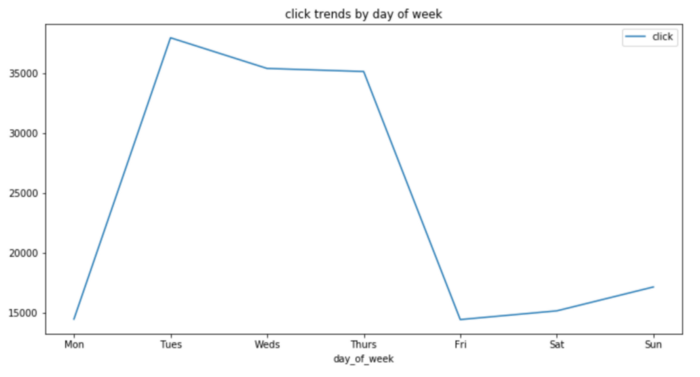 click trends by day of week
click
35000
30000
25000
20000
15000
Mon Tues Weds Thurs Fri Sat Sun
day_of_week